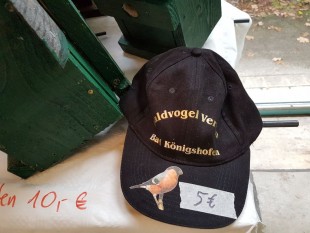 ldvogel Ver
Bad Königshofen
5€
en 10,-€